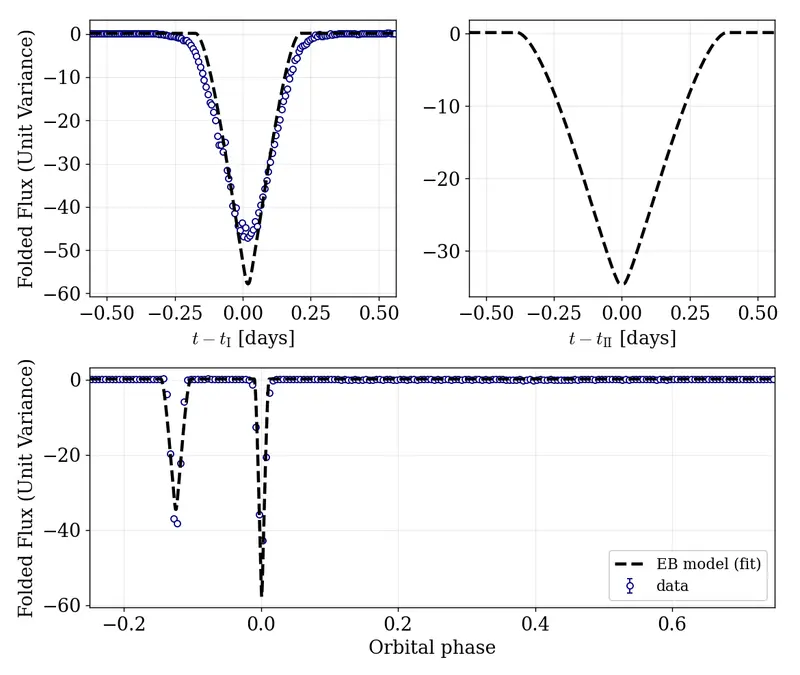 Folded Flux (Unit Variance)
0
−10
−20
−30
−40
−50
−60
−0.50 −0.25 0.00 0.25 0.50
t − tI [days]
0
−10
−20
−30
−0.50 −0.25 0.00 0.25 0.50
t − tII [days]
Folded Flux (Unit Variance)
0
−20
−40
−60
−0.2 0.0 0.2 0.4 0.6
Orbital phase
EB model (fit)
data